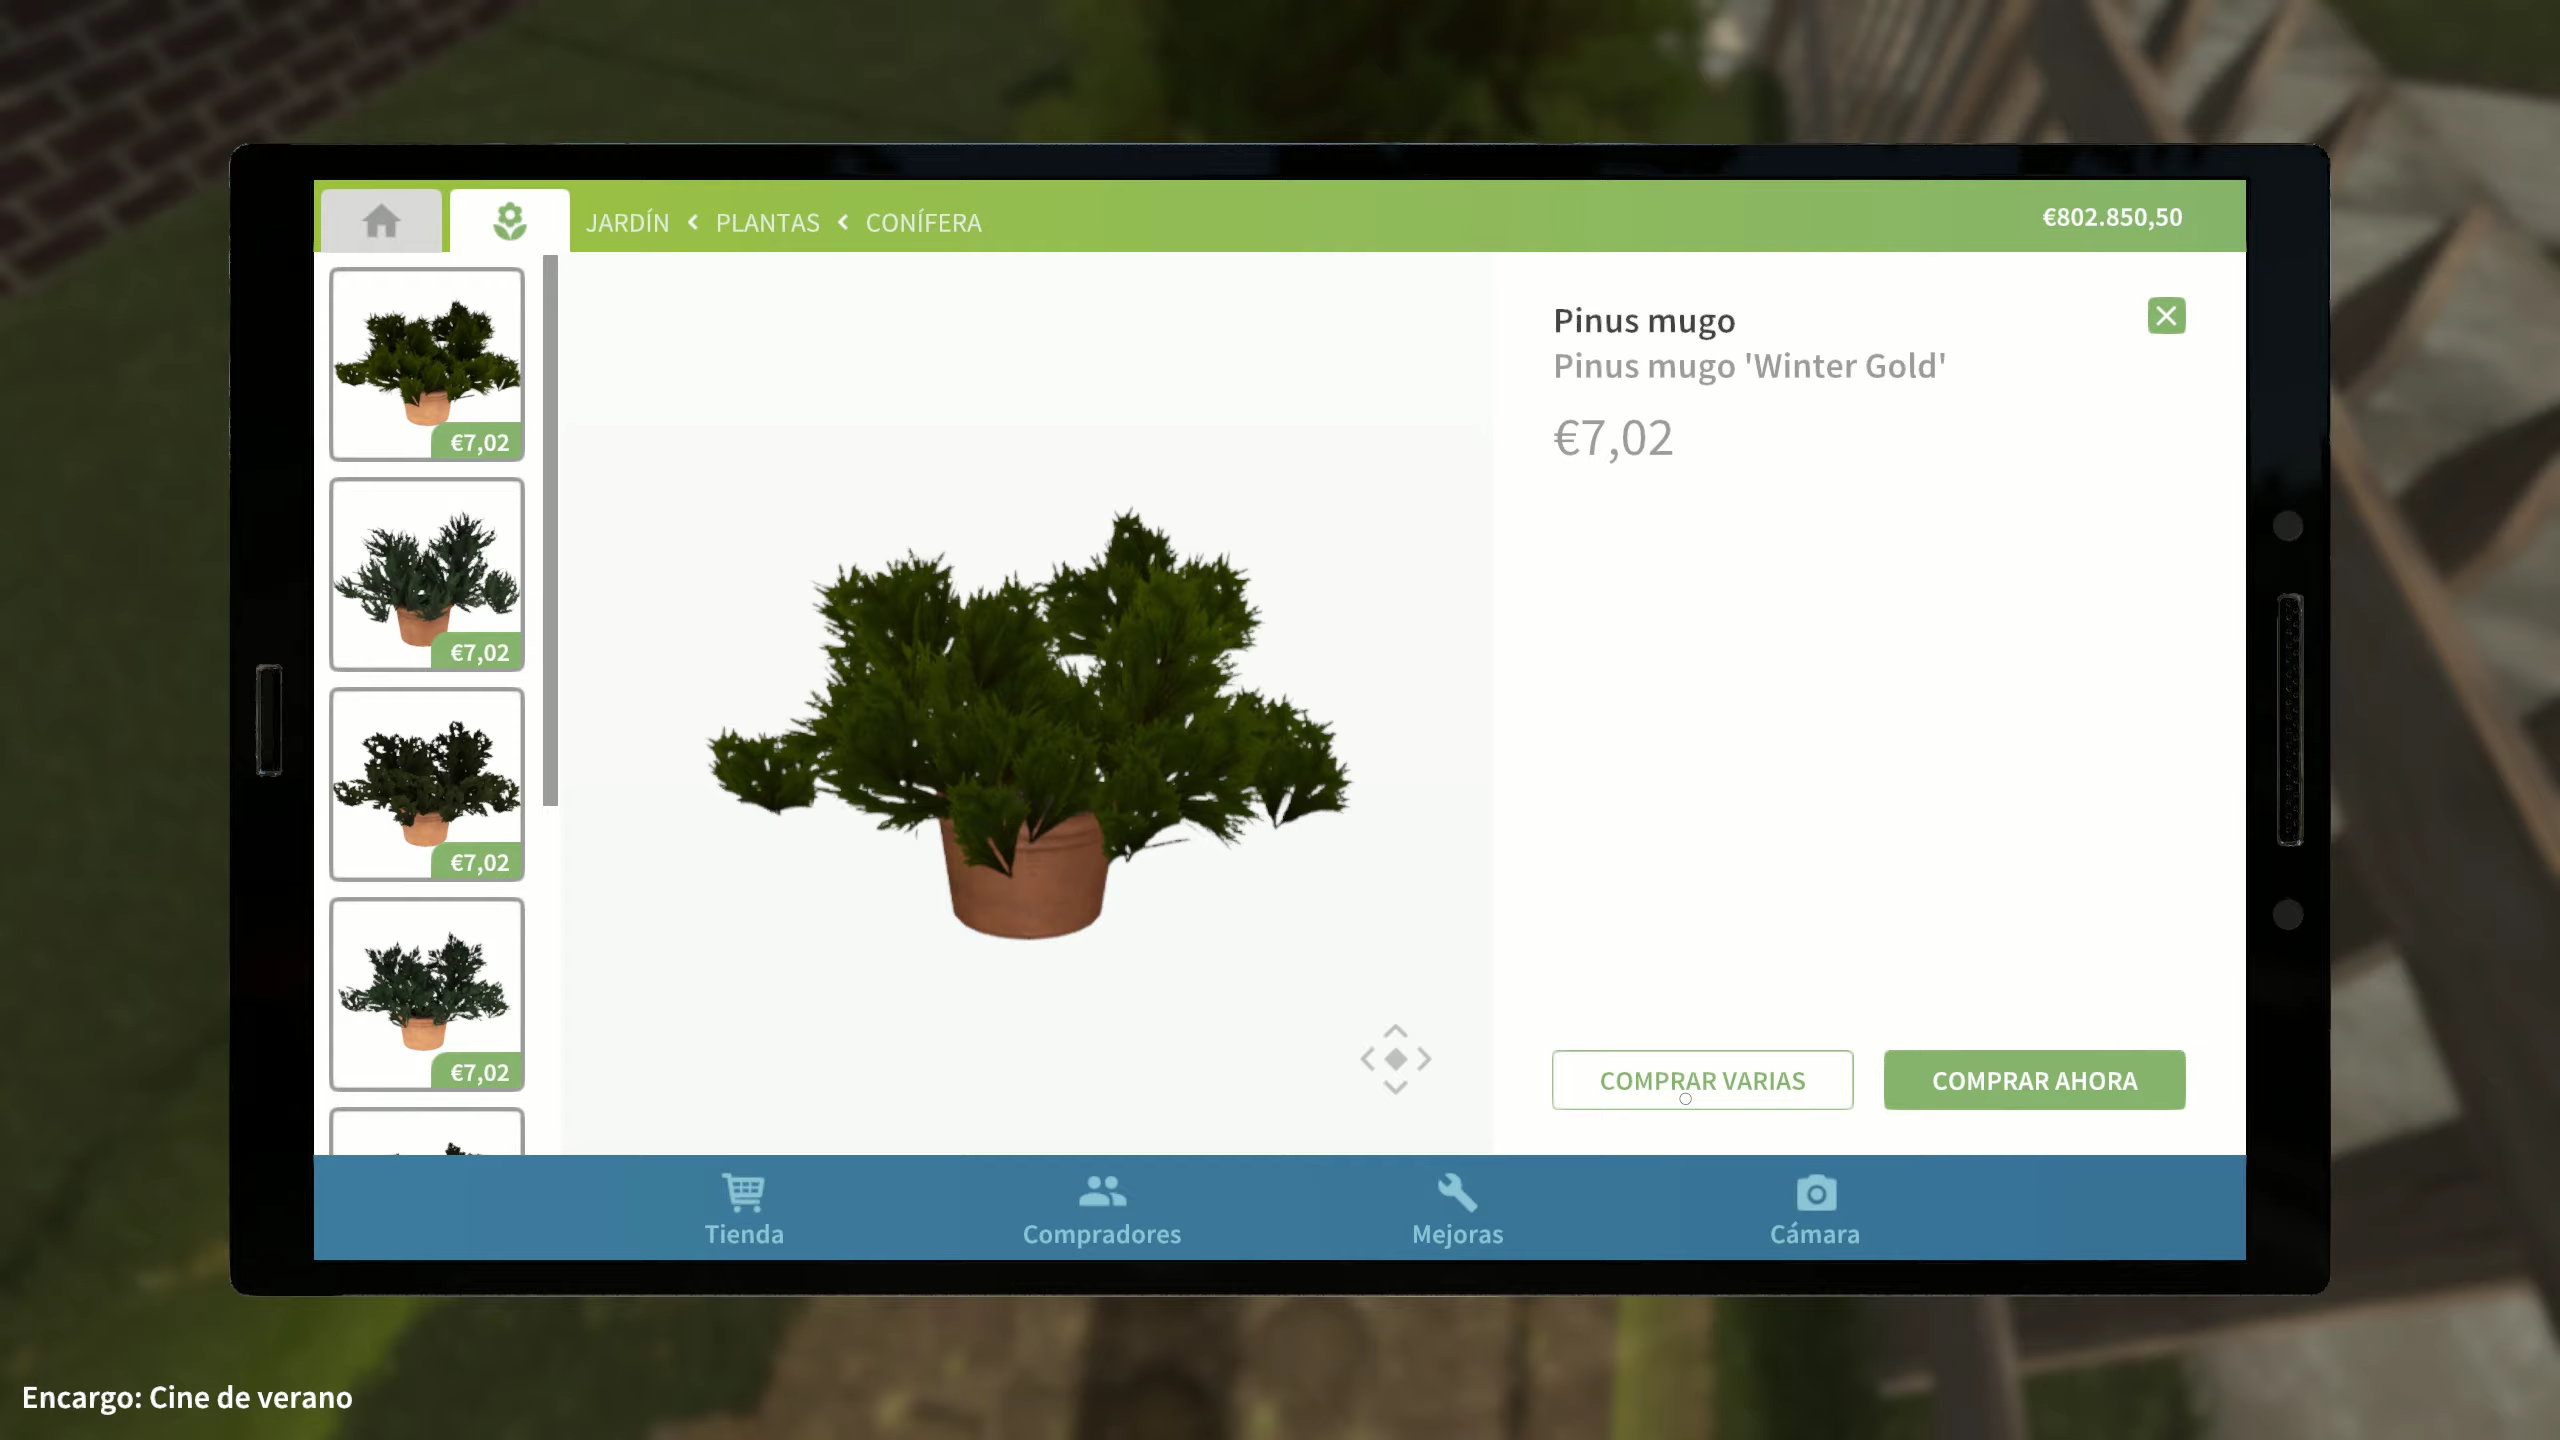 JARDÍN < PLANTAS < CONÍFERA
€802.850,50
€7,02
€7,02
€7,02
€7,02
Pinus mugo
Pinus mugo 'Winter Gold'
€7,02
COMPRAR VARIAS
COMPRAR AHORA
Tienda
Compradores
Mejoras
Cámara
Encargo: Cine de verano